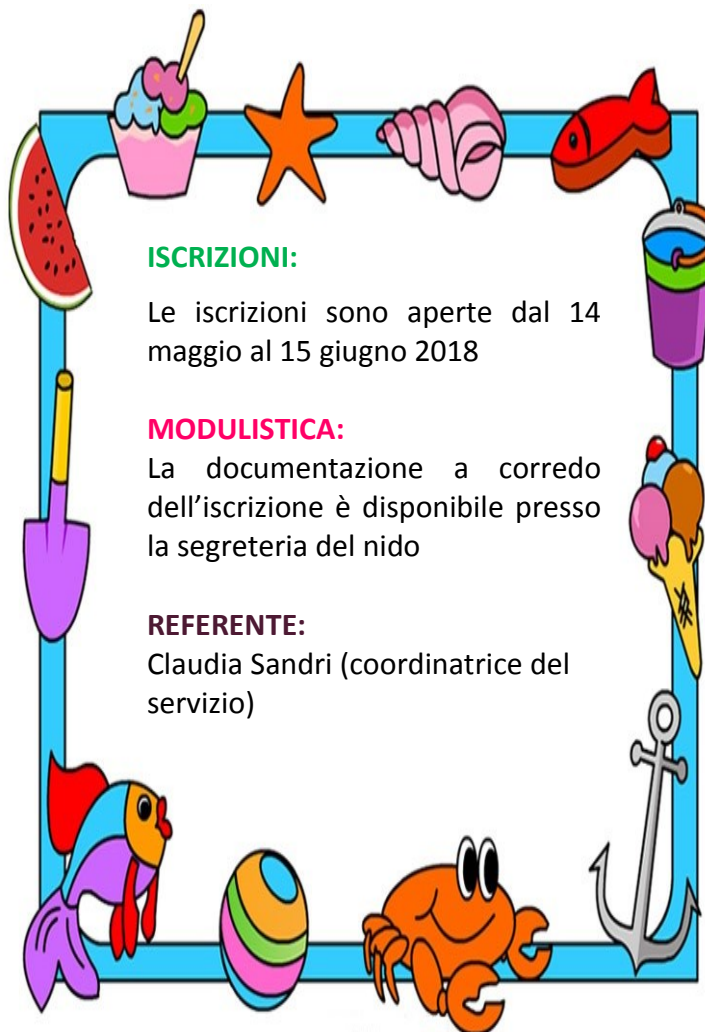 ISCRIZIONI:
Le iscrizioni sono aperte dal 14
maggio al 15 giugno 2018
MODULISTICA:
La documentazione a corredo
dell’iscrizione è disponibile presso
la segreteria del nido
REFERENTE:
Claudia Sandri (coordinatrice del
servizio)